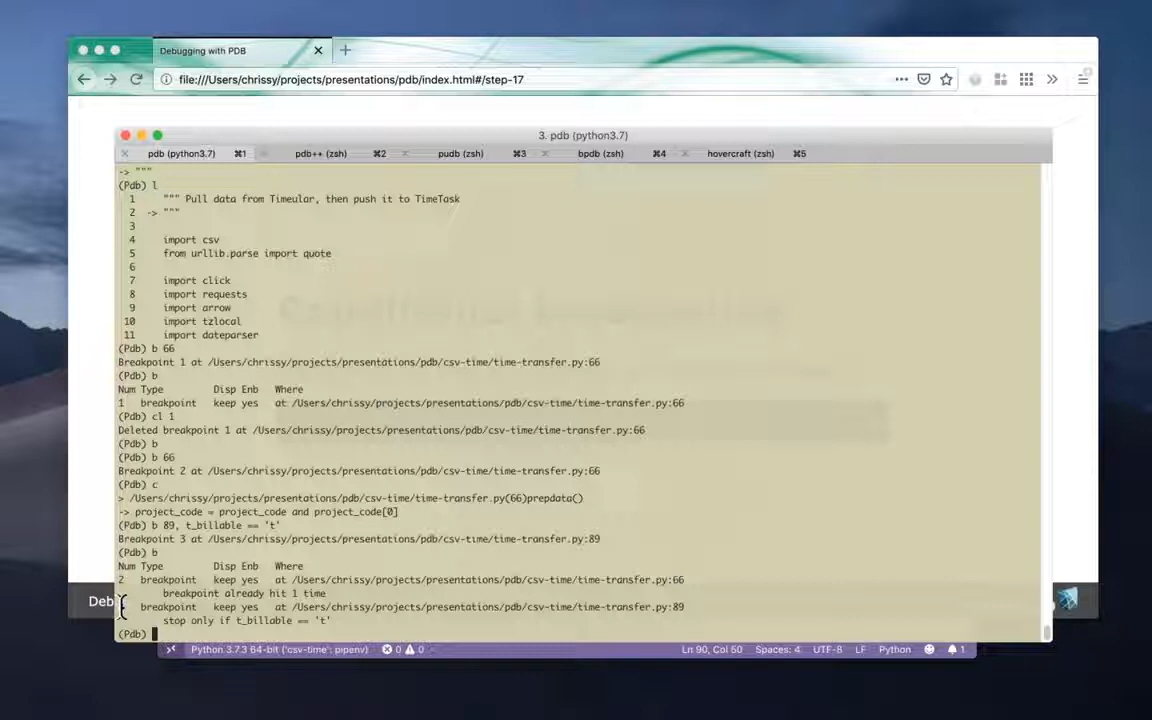 Debugging with PDB
file:///Users/chrissy/projects/presentations/pdb/index.html#/step-17
3. pdb (python3.7)
pdb (python3.7) ⌘1 pdb++ (zsh) ⌘2 pudb (zsh) ⌘3 bpdb (zsh) ⌘4 hovercraft (zsh) ⌘5
-> """
(Pdb) l
1 """ Pull data from Timeular, then push it to TimeTask
2 -> """
3
4 import csv
5 from urllib.parse import quote
6
7 import click
8 import requests
9 import arrow
10 import tzlocal
11 import dateparser
(Pdb) b 66
Breakpoint 1 at /Users/chrissy/projects/presentations/pdb/csv-time/time-transfer.py:66
(Pdb) b
Num Type Disp Enb Where
1 breakpoint keep yes at /Users/chrissy/projects/presentations/pdb/csv-time/time-transfer.py:66
(Pdb) cl 1
Deleted breakpoint 1 at /Users/chrissy/projects/presentations/pdb/csv-time/time-transfer.py:66
(Pdb) b
(Pdb) b 66
Breakpoint 2 at /Users/chrissy/projects/presentations/pdb/csv-time/time-transfer.py:66
(Pdb) c
> /Users/chrissy/projects/presentations/pdb/csv-time/time-transfer.py(66)prepdata()
-> project_code = project_code and project_code[0]
(Pdb) b 89, t_billable == 't'
Breakpoint 3 at /Users/chrissy/projects/presentations/pdb/csv-time/time-transfer.py:89
(Pdb) b
Num Type Disp Enb Where
2 breakpoint keep yes at /Users/chrissy/projects/presentations/pdb/csv-time/time-transfer.py:66
breakpoint already hit 1 time
breakpoint keep yes at /Users/chrissy/projects/presentations/pdb/csv-time/time-transfer.py:89
stop only if t_billable == 't'
(Pdb)
Deb
Python 3.7.3 64-bit ('csv-time': pipenv) 0 0 Ln 90, Col 50 Spaces: 4 UTF-8 LF Python 1